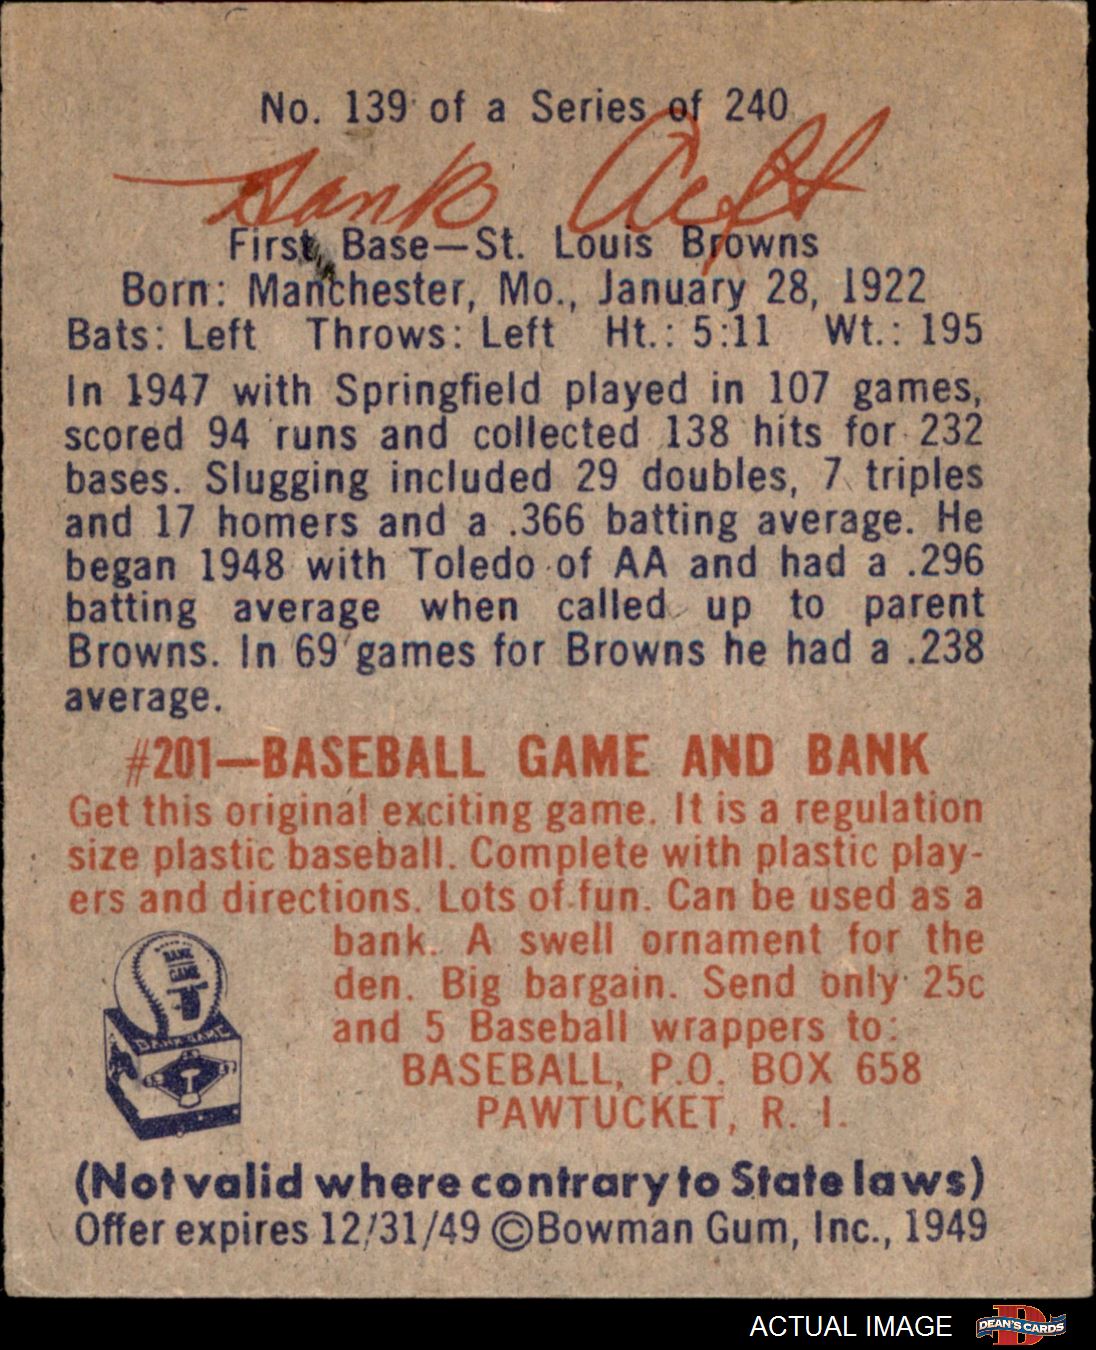 No. 139 of a Series of 240
Hank Arft
First Base—St. Louis Browns
Born: Manchester, Mo., January 28, 1922
Bats: Left Throws: Left Ht.: 5:11 Wt.: 195
In 1947 with Springfield played in 107 games,
scored 94 runs and collected 138 hits for 232
bases. Slugging included 29 doubles, 7 triples
and 17 homers and a .366 batting average. He
began 1948 with Toledo of AA and had a .296
batting average when called up to parent
Browns. In 69 games for Browns he had a .238
average.
#201—BASEBALL GAME AND BANK
Get this original exciting game. It is a regulation
size plastic baseball. Complete with plastic play-
ers and directions. Lots of fun. Can be used as a
bank. A swell ornament for the
den. Big bargain. Send only 25c
and 5 Baseball wrappers to:
BASEBALL, P.O. BOX 658
PAWTUCKET, R. I.
BANK
GAME
BANK GAME
(Not valid where contrary to State laws)
Offer expires 12/31/49 ©Bowman Gum, Inc., 1949
ACTUAL IMAGE
D
DEAN'S CARDS